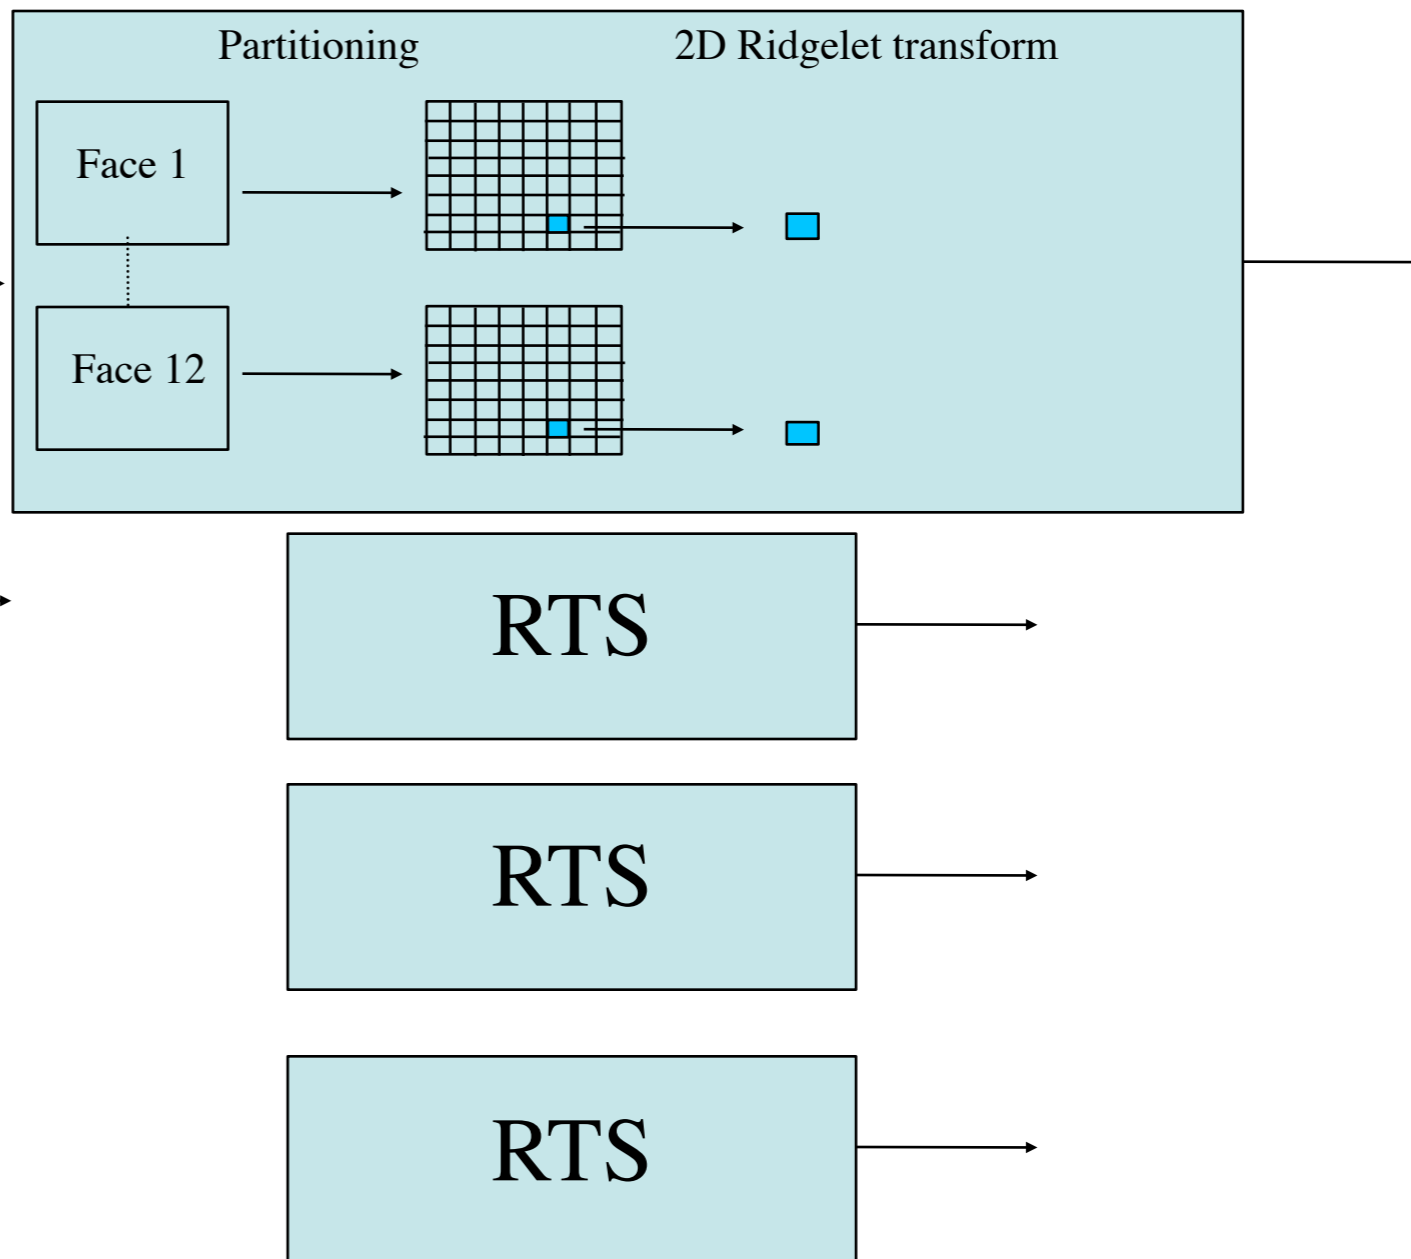 Partitioning
2D Ridgelet transform
Face 1
Face 12
RTS
RTS
RTS